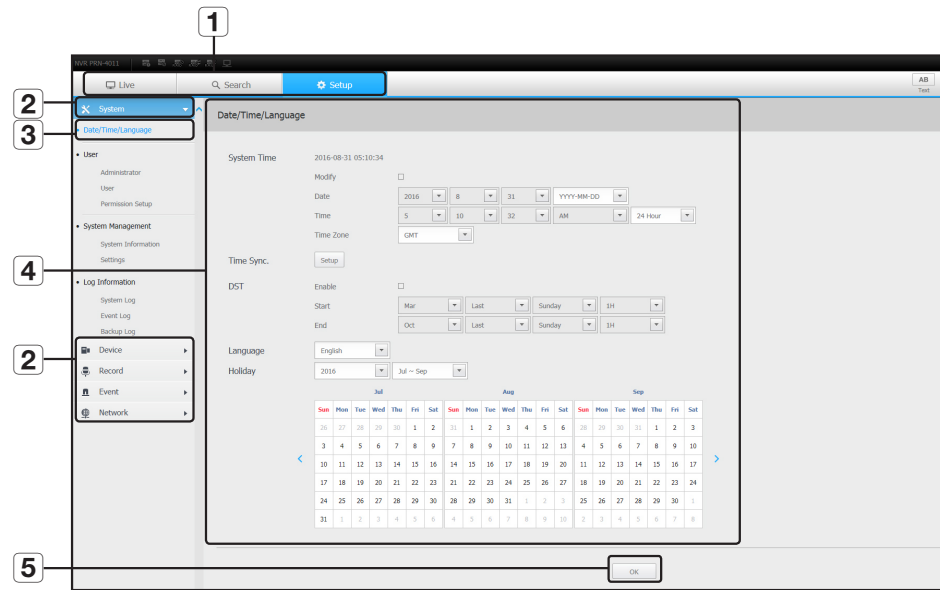 1
NVR PRN-4011
Live Search Setup AB
Text
2 System
3 Date/Time/Language
Date/Time/Language
• User
Administrator
User
Permission Setup
• System Management
System Information
Settings
• Log Information
System Log
Event Log
Backup Log
2 Device
Record
Event
Network
4
System Time 2016-08-31 05:10:34
Modify
Date 2016 8 31 YYYY-MM-DD
Time 5 10 32 AM 24 Hour
Time Zone GMT
Time Sync. Setup
DST Enable
Start Mar Last Sunday 1H
End Oct Last Sunday 1H
Language English
Holiday 2016 Jul ~ Sep
Jul Aug Sep
Sun Mon Tue Wed Thu Fri Sat Sun Mon Tue Wed Thu Fri Sat Sun Mon Tue Wed Thu Fri Sat
26 27 28 29 30 1 2 31 1 2 3 4 5 6 28 29 30 31 1 2 3
3 4 5 6 7 8 9 7 8 9 10 11 12 13 4 5 6 7 8 9 10
< 10 11 12 13 14 15 16 14 15 16 17 18 19 20 11 12 13 14 15 16 17 >
17 18 19 20 21 22 23 21 22 23 24 25 26 27 18 19 20 21 22 23 24
24 25 26 27 28 29 30 28 29 30 31 1 2 3 25 26 27 28 29 30 1
31 1 2 3 4 5 6 4 5 6 7 8 9 10 2 3 4 5 6 7 8
5 OK